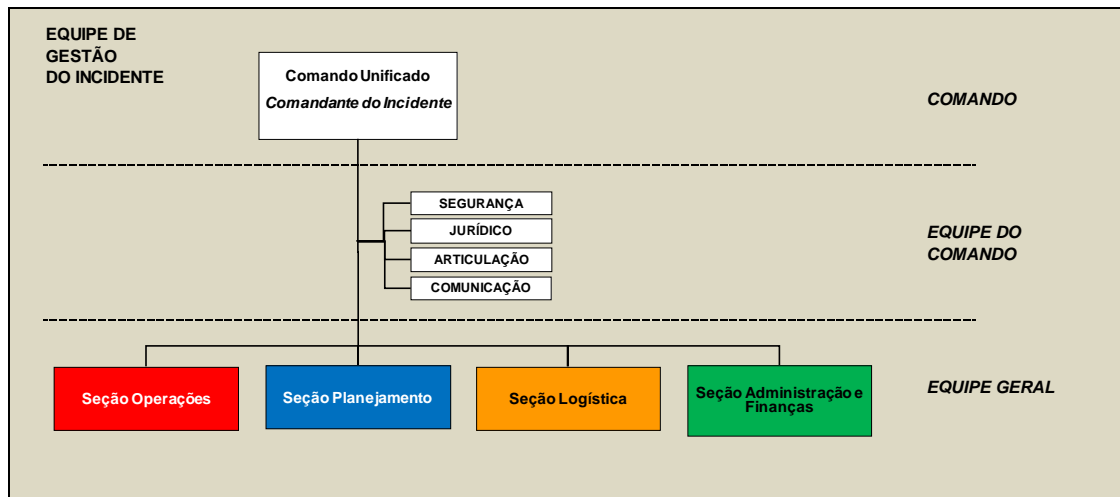 EQUIPE DE
GESTÃO
DO INCIDENTE
Comando Unificado
Comandante do Incidente
COMANDO
SEGURANÇA
JURÍDICO
ARTICULAÇÃO
COMUNICAÇÃO
EQUIPE DO
COMANDO
Seção Operações
Seção Planejamento
Seção Logística
Seção Administração e
Finanças
EQUIPE GERAL